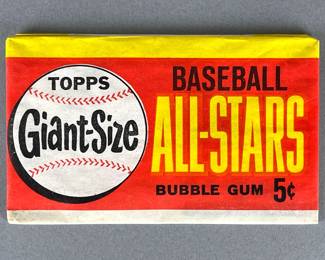 TOPPS
Giant-Size
BASEBALL
ALL-STARS
BUBBLE GUM 5¢